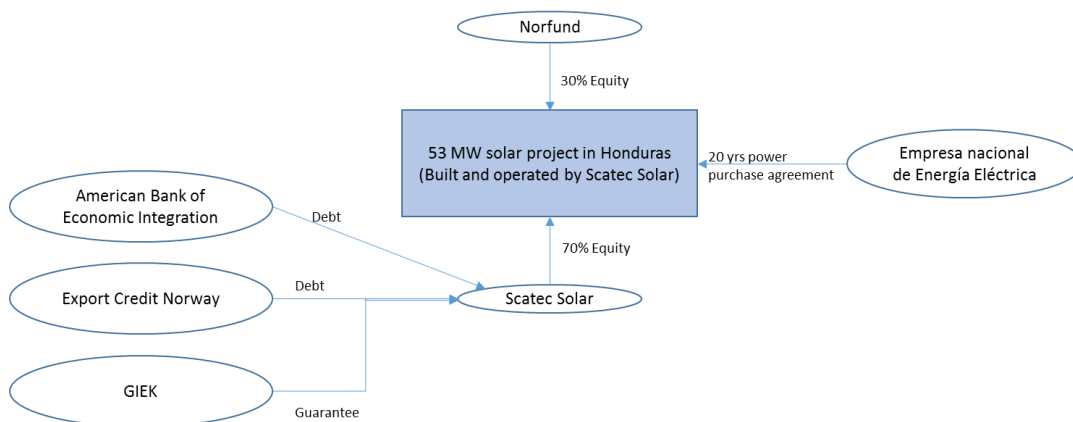 Norfund
30% Equity
53 MW solar project in Honduras
(Built and operated by Scatec Solar)
20 yrs power
purchase agreement
Empresa nacional
de Energía Eléctrica
American Bank of
Economic Integration
Debt
70% Equity
Export Credit Norway
Debt
Scatec Solar
GIEK
Guarantee